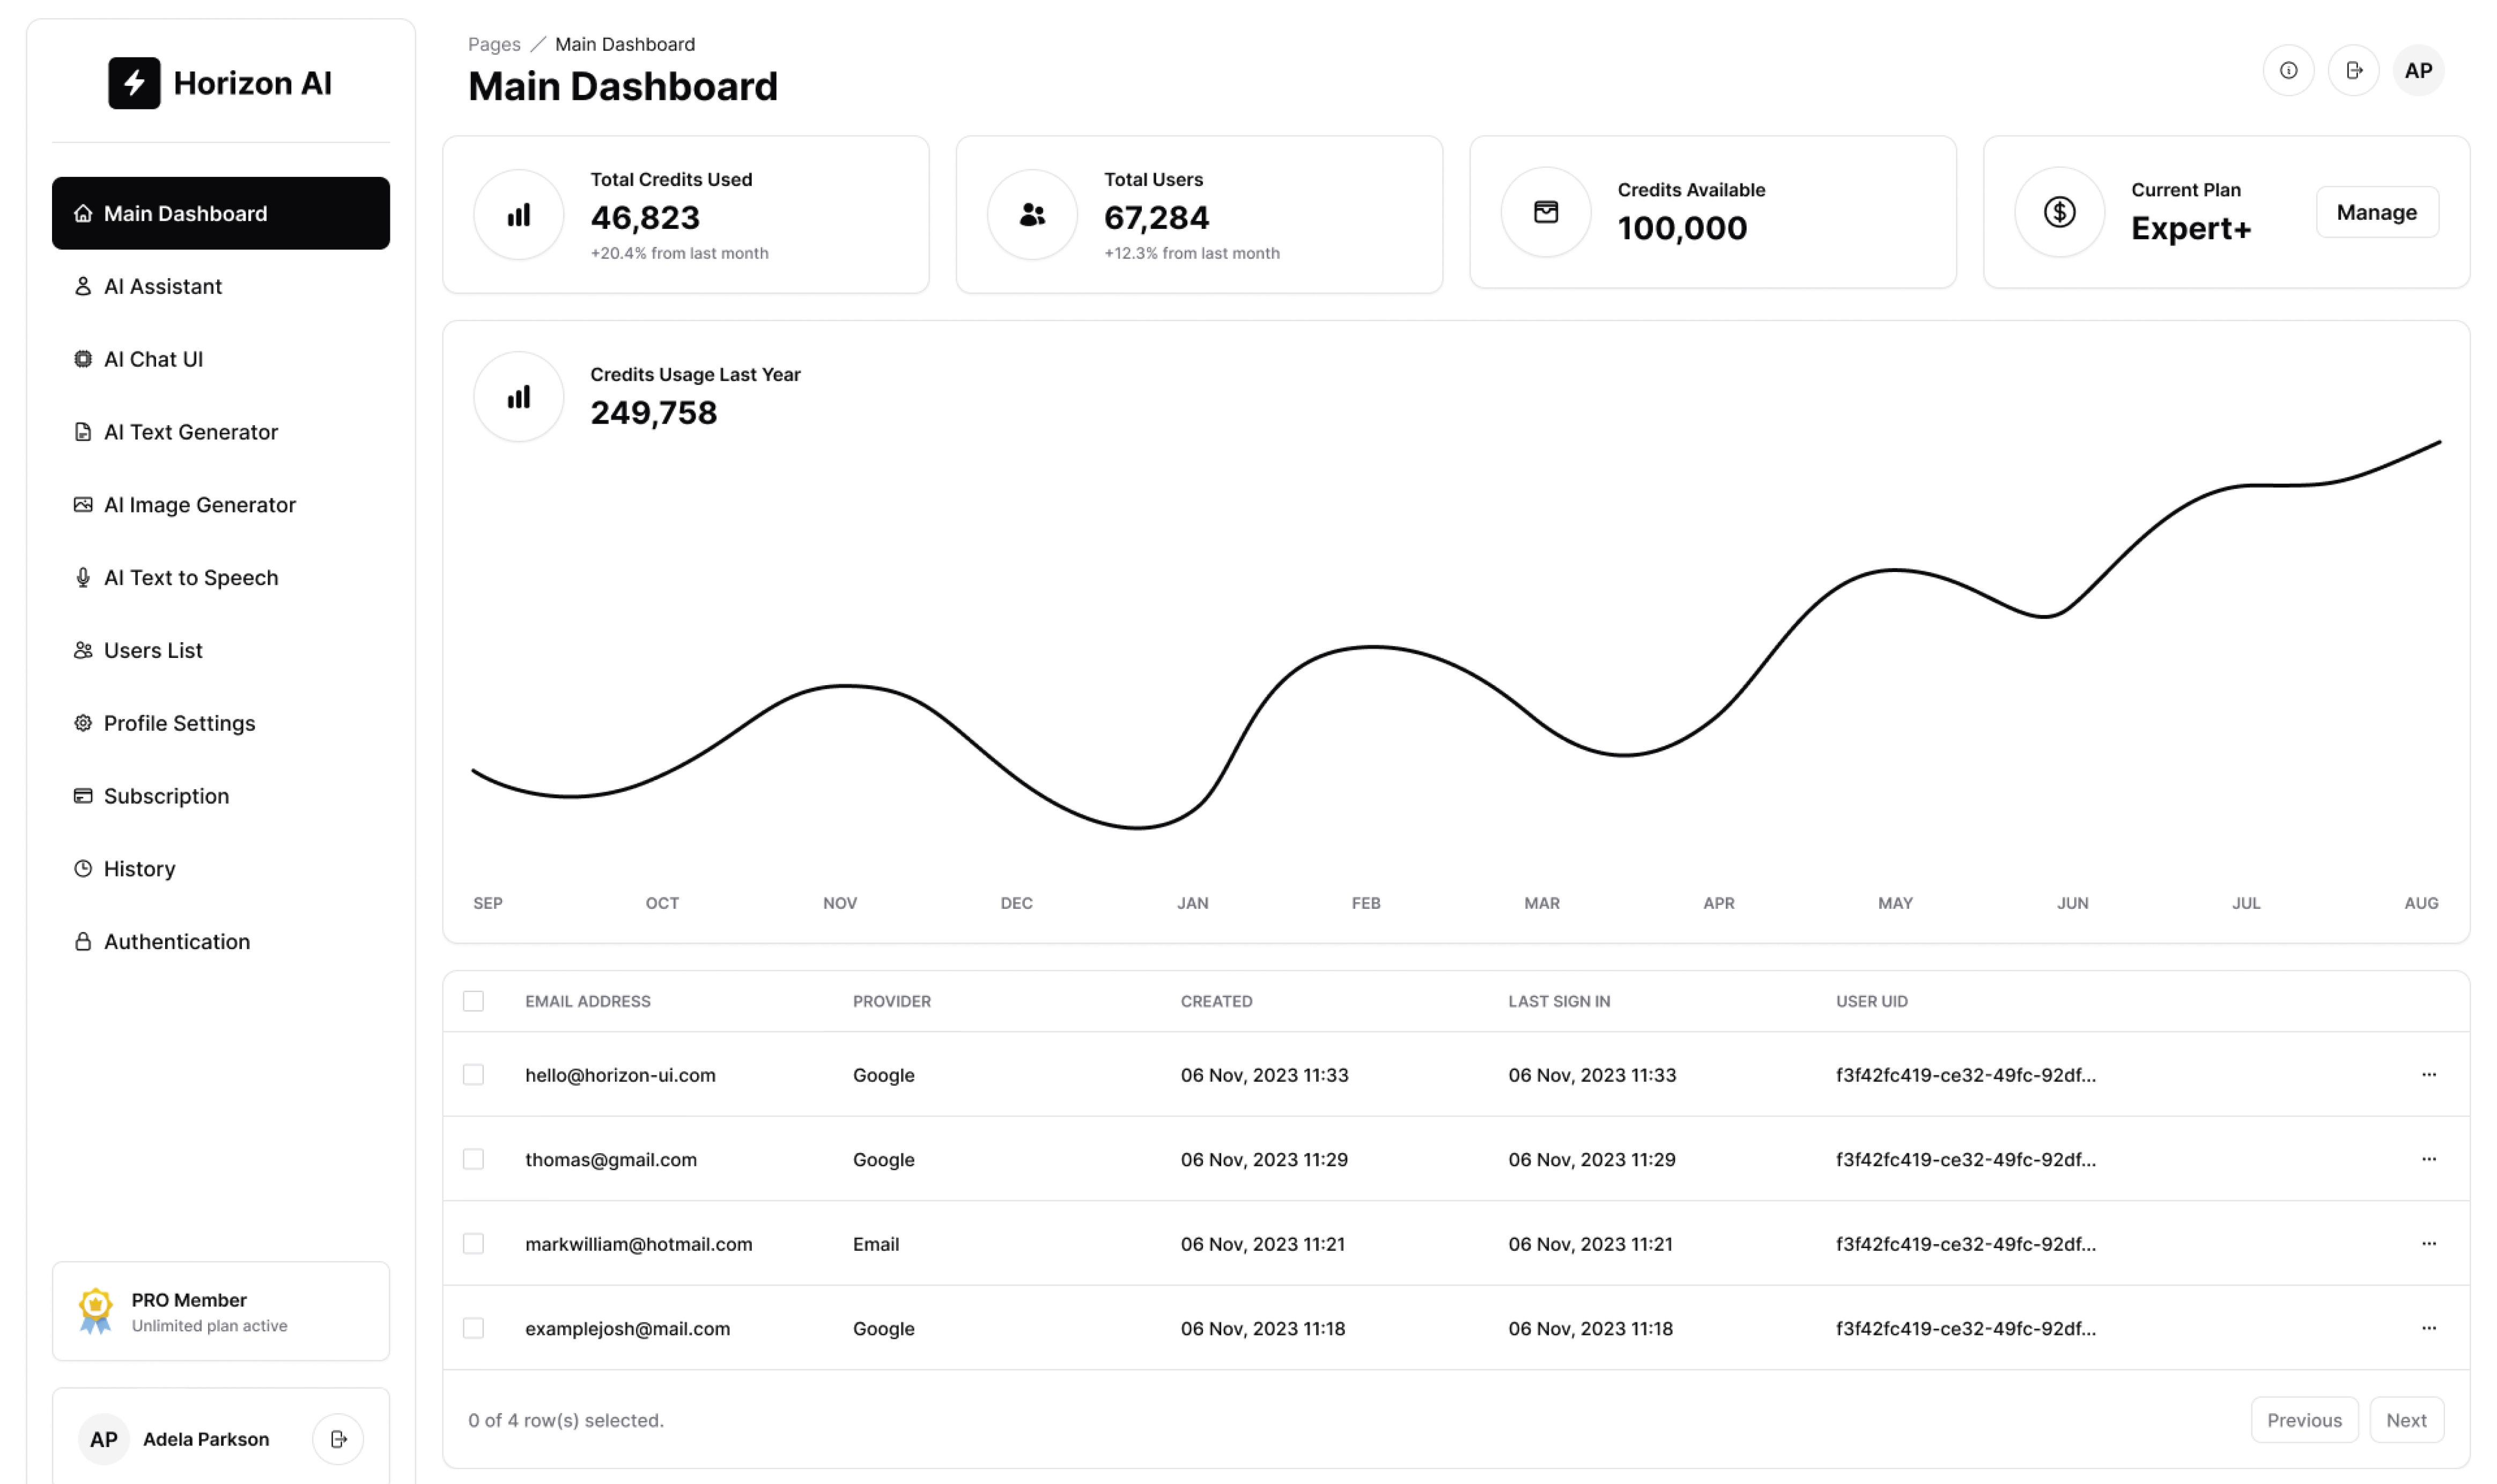 Horizon AI
Main Dashboard
AI Assistant
AI Chat UI
AI Text Generator
AI Image Generator
AI Text to Speech
Users List
Profile Settings
Subscription
History
Authentication
PRO Member
Unlimited plan active
AP Adela Parkson
Pages / Main Dashboard
Main Dashboard
AP
Total Credits Used
46,823
+20.4% from last month
Total Users
67,284
+12.3% from last month
Credits Available
100,000
Current Plan
Expert+
Manage
Credits Usage Last Year
249,758
SEP OCT NOV DEC JAN FEB MAR APR MAY JUN JUL AUG
EMAIL ADDRESS PROVIDER CREATED LAST SIGN IN USER UID
hello@horizon-ui.com Google 06 Nov, 2023 11:33 06 Nov, 2023 11:33 f3f42fc419-ce32-49fc-92df... ...
thomas@gmail.com Google 06 Nov, 2023 11:29 06 Nov, 2023 11:29 f3f42fc419-ce32-49fc-92df... ...
markwilliam@hotmail.com Email 06 Nov, 2023 11:21 06 Nov, 2023 11:21 f3f42fc419-ce32-49fc-92df... ...
examplejosh@mail.com Google 06 Nov, 2023 11:18 06 Nov, 2023 11:18 f3f42fc419-ce32-49fc-92df... ...
0 of 4 row(s) selected. Previous Next